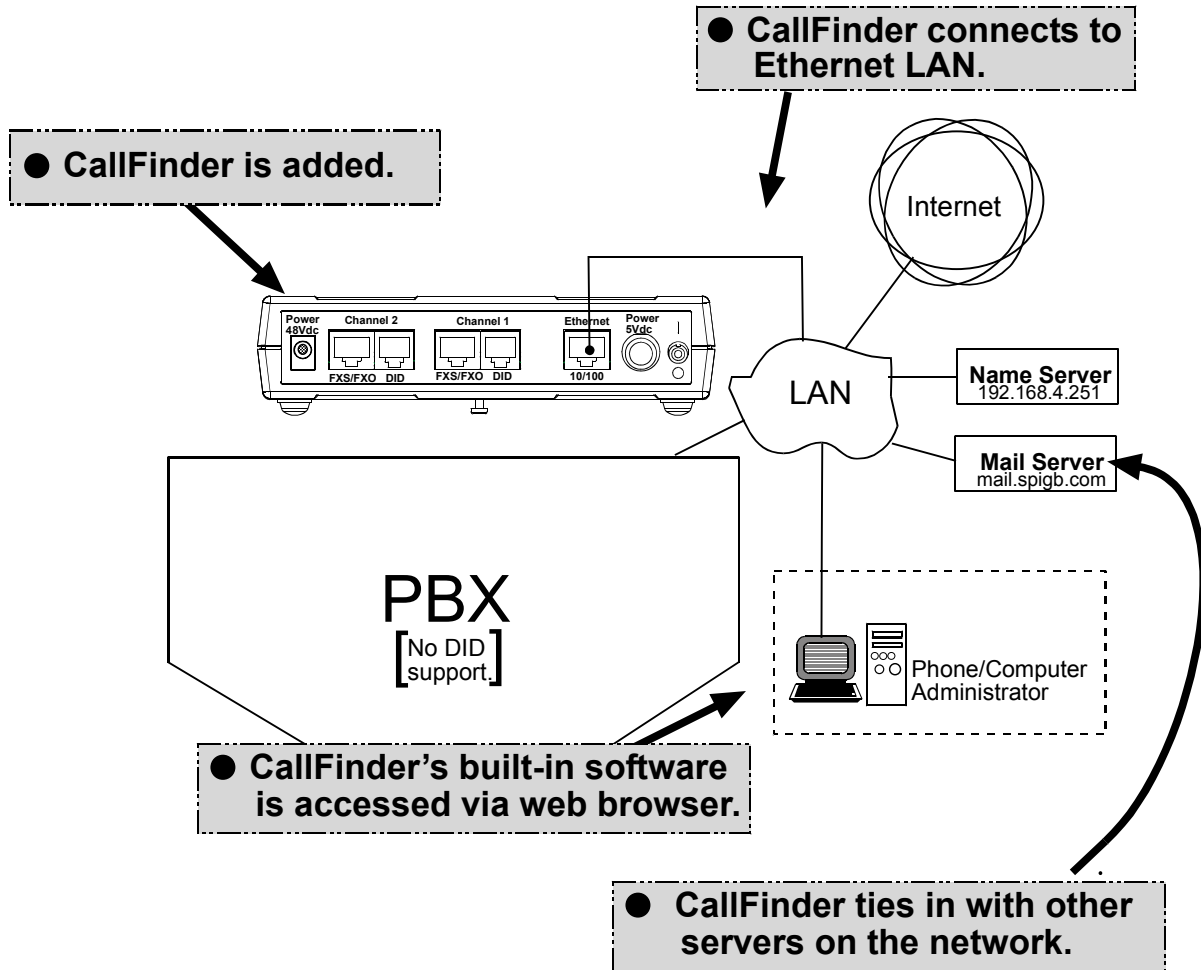 ● CallFinder connects to
Ethernet LAN.
● CallFinder is added.
Internet
Power
48Vdc
Channel 2
Channel 1
Ethernet
Power
5Vdc
FXS/FXO DID
FXS/FXO DID
10/100
LAN
Name Server
192.168.4.251
Mail Server
mail.spigb.com
PBX
[No DID
support.]
Phone/Computer
Administrator
● CallFinder’s built-in software
is accessed via web browser.
● CallFinder ties in with other
servers on the network.